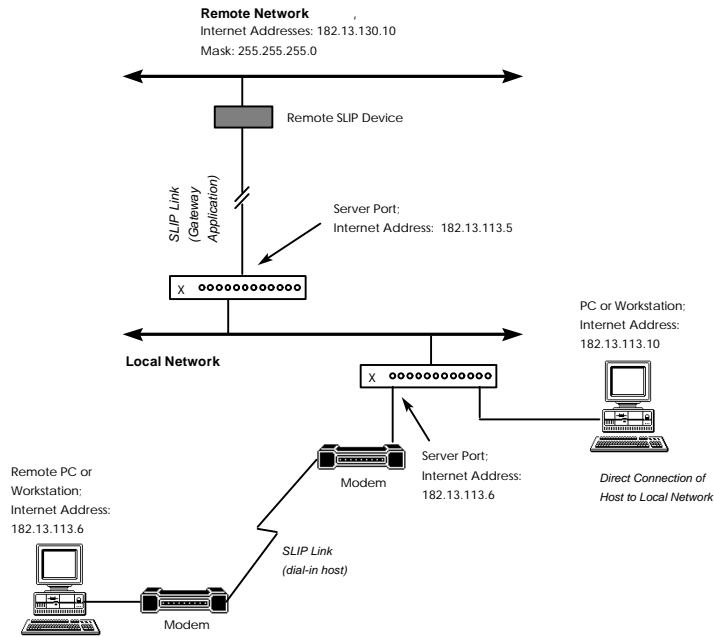 Remote Network ,
Internet Addresses: 182.13.130.10
Mask: 255.255.255.0
Remote SLIP Device
SLIP Link
(Gateway
Application)
Server Port;
Internet Address: 182.13.113.5
X
PC or Workstation;
Internet Address:
182.13.113.10
Local Network
X
Server Port;
Internet Address:
182.13.113.6
Modem
Direct Connection of
Host to Local Network
Remote PC or
Workstation;
Internet Address:
182.13.113.6
SLIP Link
(dial-in host)
Modem